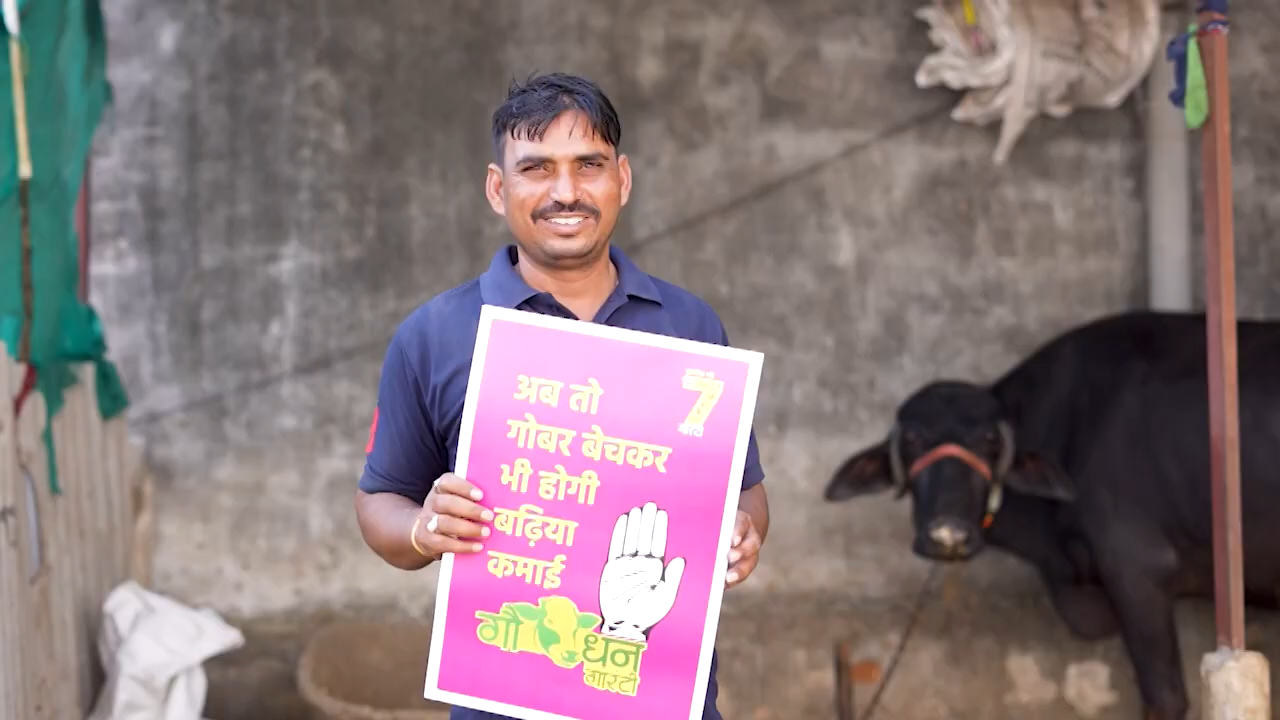 अब तो
गोबर बेचकर
भी होगी
बढ़िया
कमाई
7
गौ धन
गारंटी